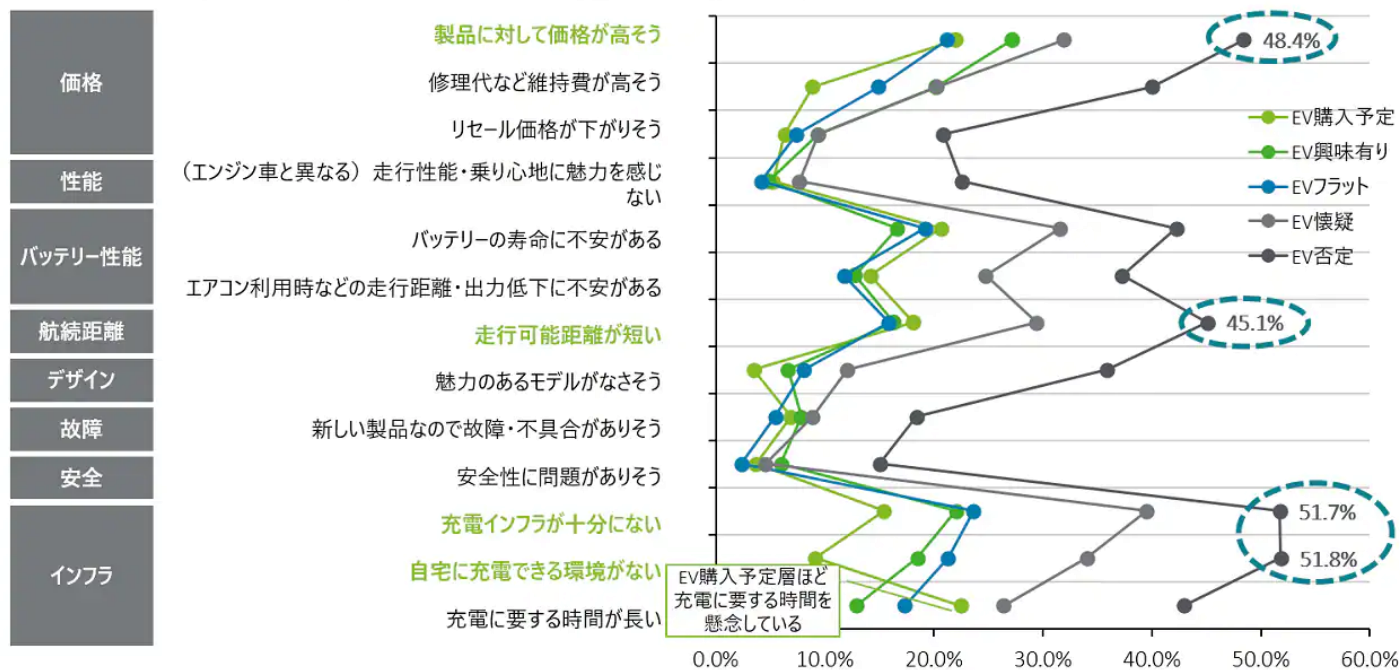 価格
製品に対して価格が高そう
修理代など維持費が高そう
リセール価格が下がりそう
性能
(エンジン車と異なる) 走行性能・乗り心地に魅力を感じ
ない
バッテリー性能
バッテリーの寿命に不安がある
エアコン利用時などの走行距離・出力低下に不安がある
航続距離
走行可能距離が短い
デザイン
魅力のあるモデルがなさそう
故障
新しい製品なので故障・不具合がありそう
安全
安全性に問題がありそう
インフラ
充電インフラが十分にない
自宅に充電できる環境がない
充電に要する時間が長い
48.4%
45.1%
51.7%
51.8%
EV購入予定
EV興味有り
EVフラット
EV懐疑
EV否定
EV購入予定層ほど
充電に要する時間を
懸念している
0.0%
10.0%
20.0%
30.0%
40.0%
50.0%
60.0%